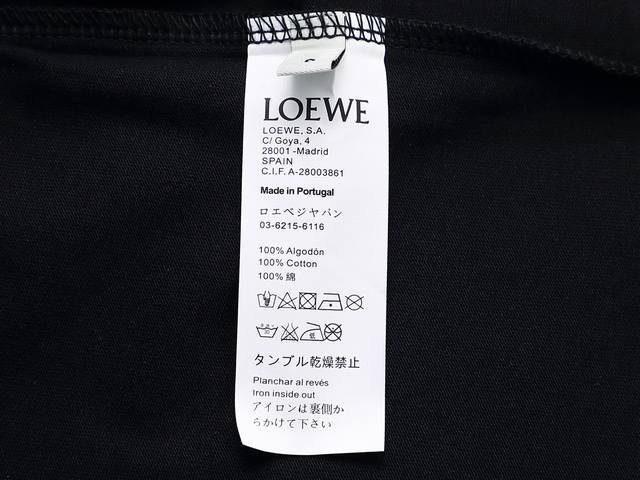 LOEWE
LOEWE, S.A.
C/ Goya, 4
28001 -Madrid
SPAIN
C.I.F. A-28003861
Made in Portugal
ロエベジャパン
03-6215-6116
100% Algodón
100% Cotton
100% 綿
タンブル乾燥禁止
Planchar al revés
Iron inside out
アイロンは裏側か
らかけて下さい